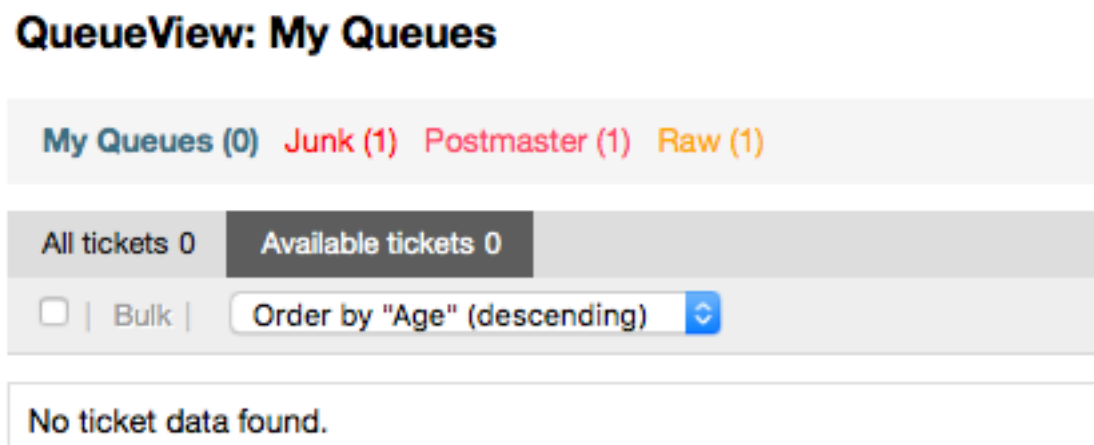 QueueView: My Queues
My Queues (0) Junk (1) Postmaster (1) Raw (1)
All tickets 0 Available tickets 0
| Bulk | Order by "Age" (descending)
No ticket data found.